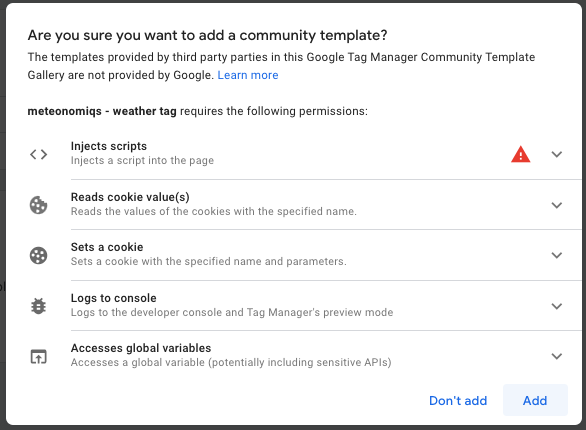 Are you sure you want to add a community template?
The templates provided by third party parties in this Google Tag Manager Community Template
Gallery are not provided by Google. Learn more
meteonomiqs - weather tag requires the following permissions:
Injects scripts
Injects a script into the page
Reads cookie value(s)
Reads the values of the cookies with the specified name.
Sets a cookie
Sets a cookie with the specified name and parameters.
Logs to console
Logs to the developer console and Tag Manager's preview mode
Accesses global variables
Accesses a global variable (potentially including sensitive APIs)
Don't add Add